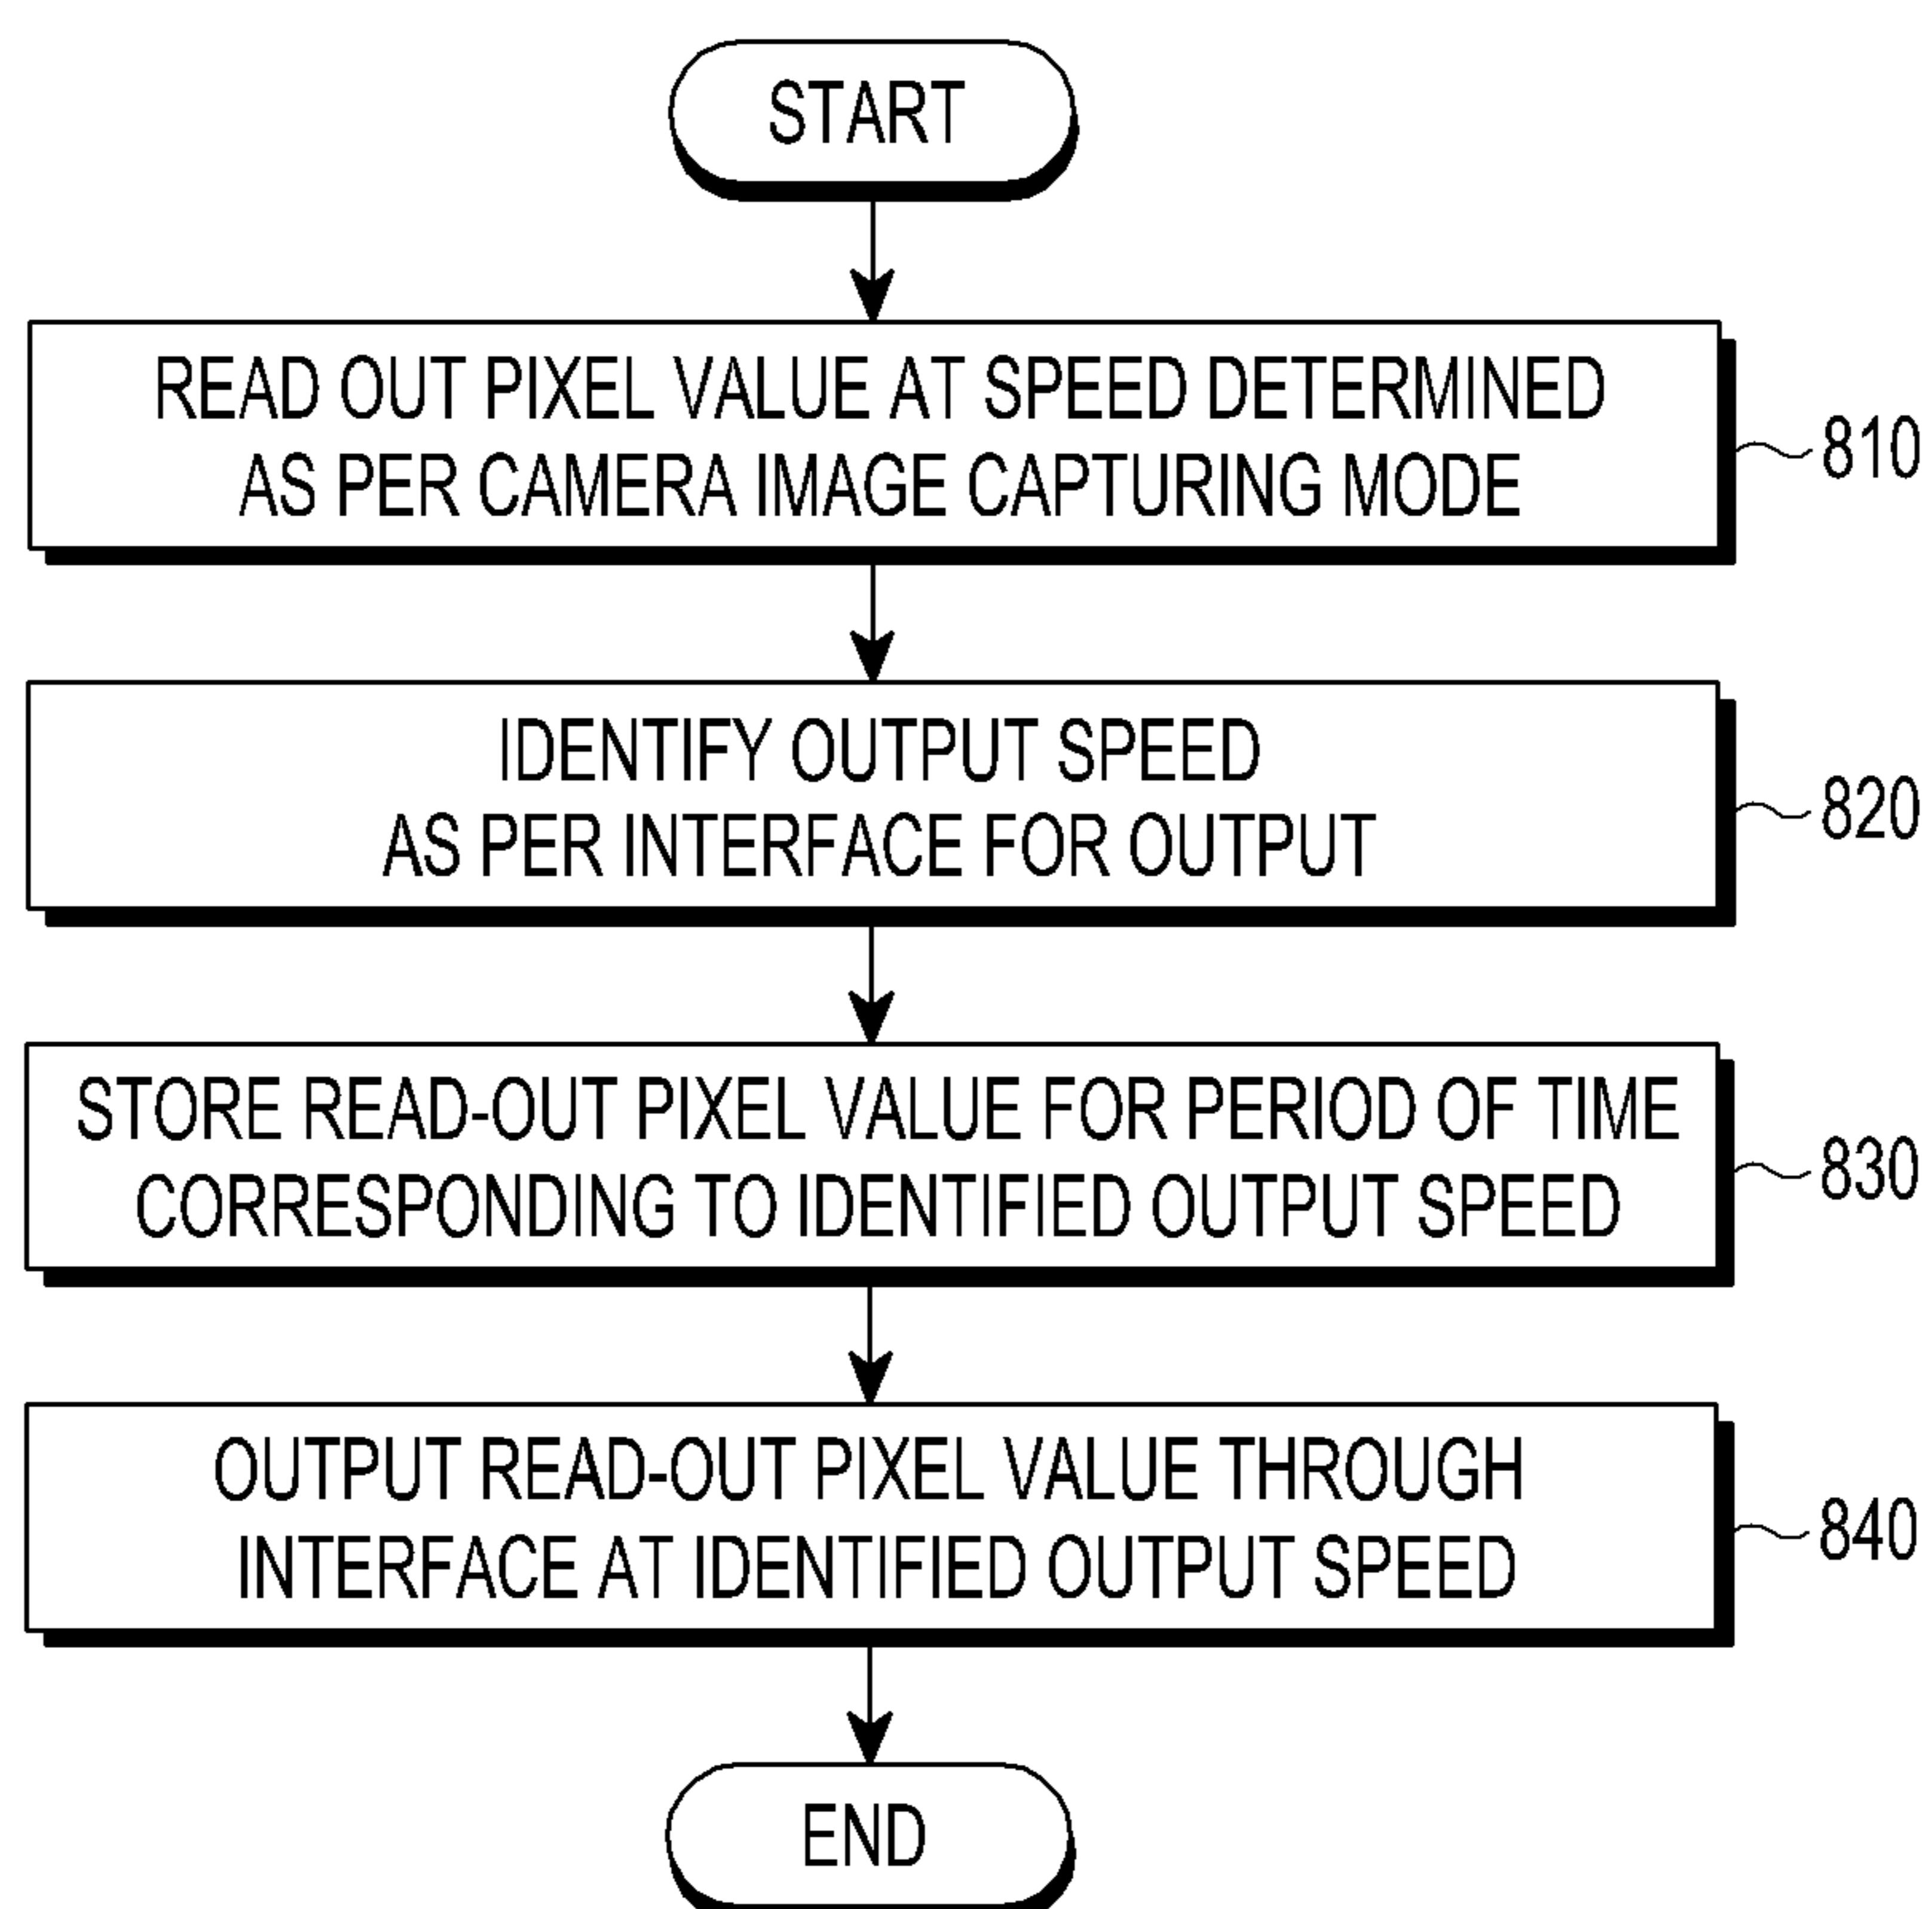 START
READ OUT PIXEL VALUE AT SPEED DETERMINED
AS PER CAMERA IMAGE CAPTURING MODE
810
IDENTIFY OUTPUT SPEED
AS PER INTERFACE FOR OUTPUT
820
STORE READ-OUT PIXEL VALUE FOR PERIOD OF TIME
CORRESPONDING TO IDENTIFIED OUTPUT SPEED
830
OUTPUT READ-OUT PIXEL VALUE THROUGH
INTERFACE AT IDENTIFIED OUTPUT SPEED
840
END